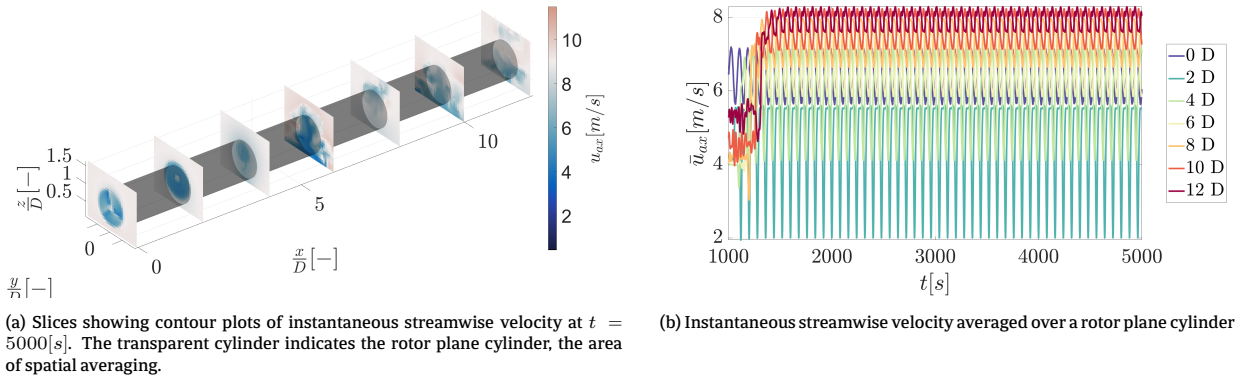 1.5
1
0.5
z/D [−]
0
y/D [−]
0
5
10
x/D [−]
10
8
6
4
2
u_ax [m/s]
8
6
4
2
ū_ax [m/s]
1000 2000 3000 4000 5000
t[s]
0 D
2 D
4 D
6 D
8 D
10 D
12 D
(a) Slices showing contour plots of instantaneous streamwise velocity at t =
5000[s]. The transparent cylinder indicates the rotor plane cylinder, the area
of spatial averaging.
(b) Instantaneous streamwise velocity averaged over a rotor plane cylinder